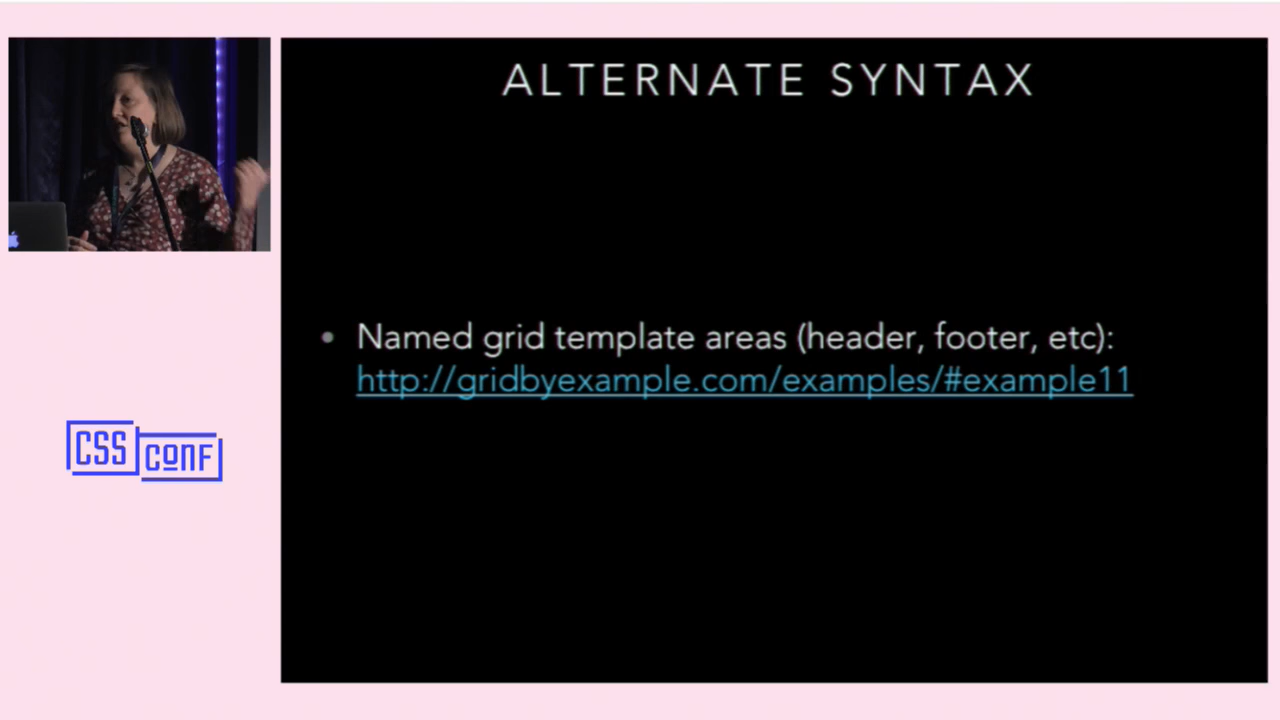 ALTERNATE SYNTAX
• Named grid template areas (header, footer, etc):
http://gridbyexample.com/examples/#example11
CSS
CONF